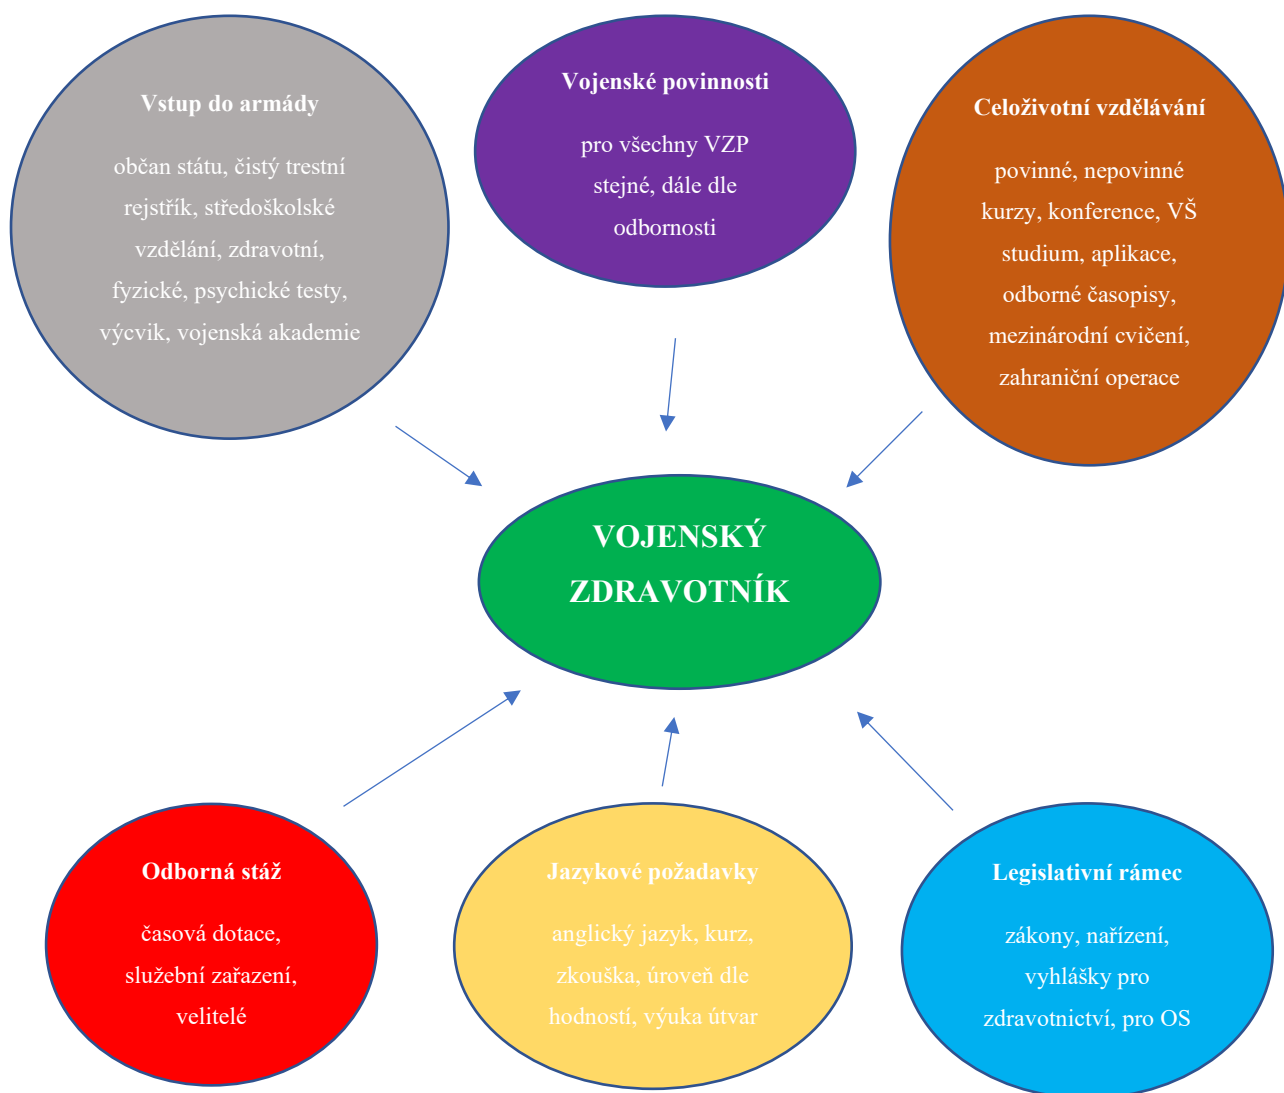 Vstup do armády
občan státu, čistý trestní
rejstřík, středoškolské
vzdělání, zdravotní,
fyzické, psychické testy,
výcvik, vojenská akademie
Vojenské povinnosti
pro všechny VZP
stejné, dále dle
odbornosti
Celoživotní vzdělávání
povinné, nepovinné
kurzy, konference, VŠ
studium, aplikace,
odborné časopisy,
mezinárodní cvičení,
zahraniční operace
VOJENSKÝ
ZDRAVOTNÍK
Odborná stáž
časová dotace,
služební zařazení,
velitelé
Jazykové požadavky
anglický jazyk, kurz,
zkouška, úroveň dle
hodností, výuka útvar
Legislativní rámec
zákony, nařízení,
vyhlášky pro
zdravotnictví, pro OS